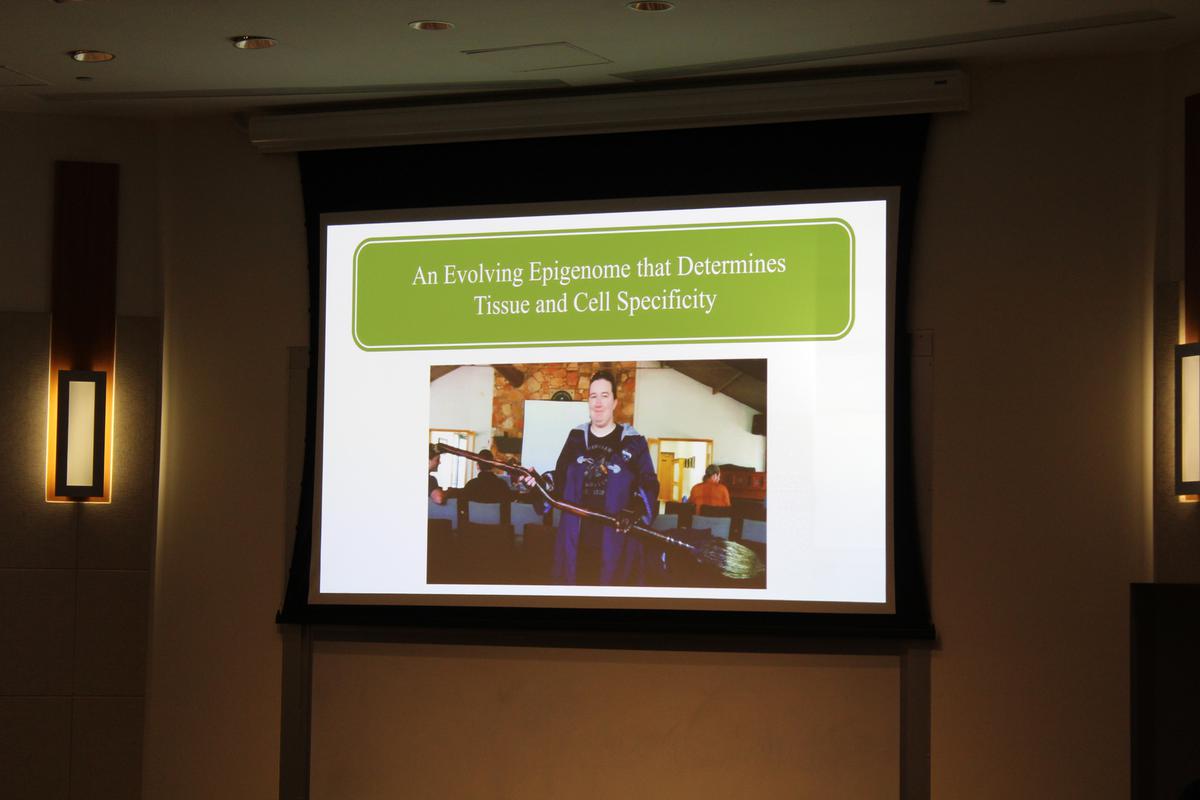 An Evolving Epigenome that Determines
Tissue and Cell Specificity